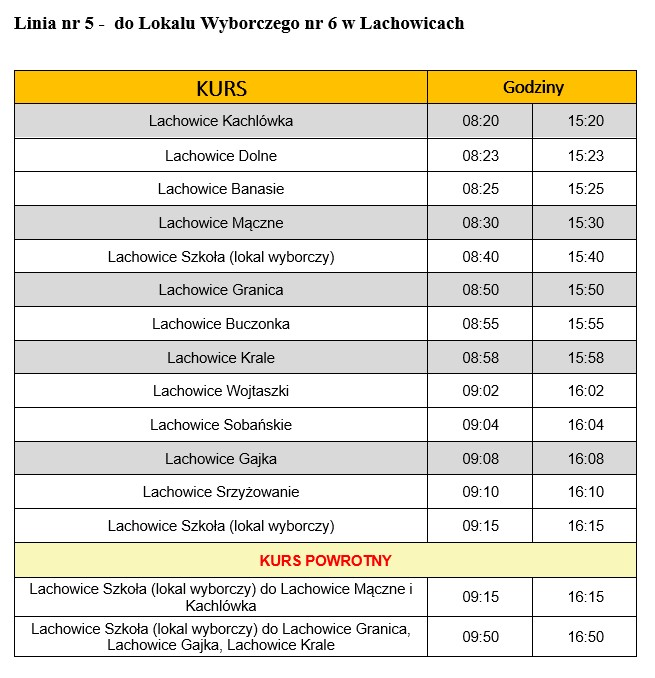 Linia nr 5 - do Lokalu Wyborczego nr 6 w Lachowicach
KURS Godziny
Lachowice Kachlówka 08:20 15:20
Lachowice Dolne 08:23 15:23
Lachowice Banasie 08:25 15:25
Lachowice Mączne 08:30 15:30
Lachowice Szkoła (lokal wyborczy) 08:40 15:40
Lachowice Granica 08:50 15:50
Lachowice Buczonka 08:55 15:55
Lachowice Krale 08:58 15:58
Lachowice Wojtaszki 09:02 16:02
Lachowice Sobańskie 09:04 16:04
Lachowice Gajka 09:08 16:08
Lachowice Srzyżowanie 09:10 16:10
Lachowice Szkoła (lokal wyborczy) 09:15 16:15
KURS POWROTNY
Lachowice Szkoła (lokal wyborczy) do Lachowice Mączne i
Kachlówka 09:15 16:15
Lachowice Szkoła (lokal wyborczy) do Lachowice Granica,
Lachowice Gajka, Lachowice Krale 09:50 16:50